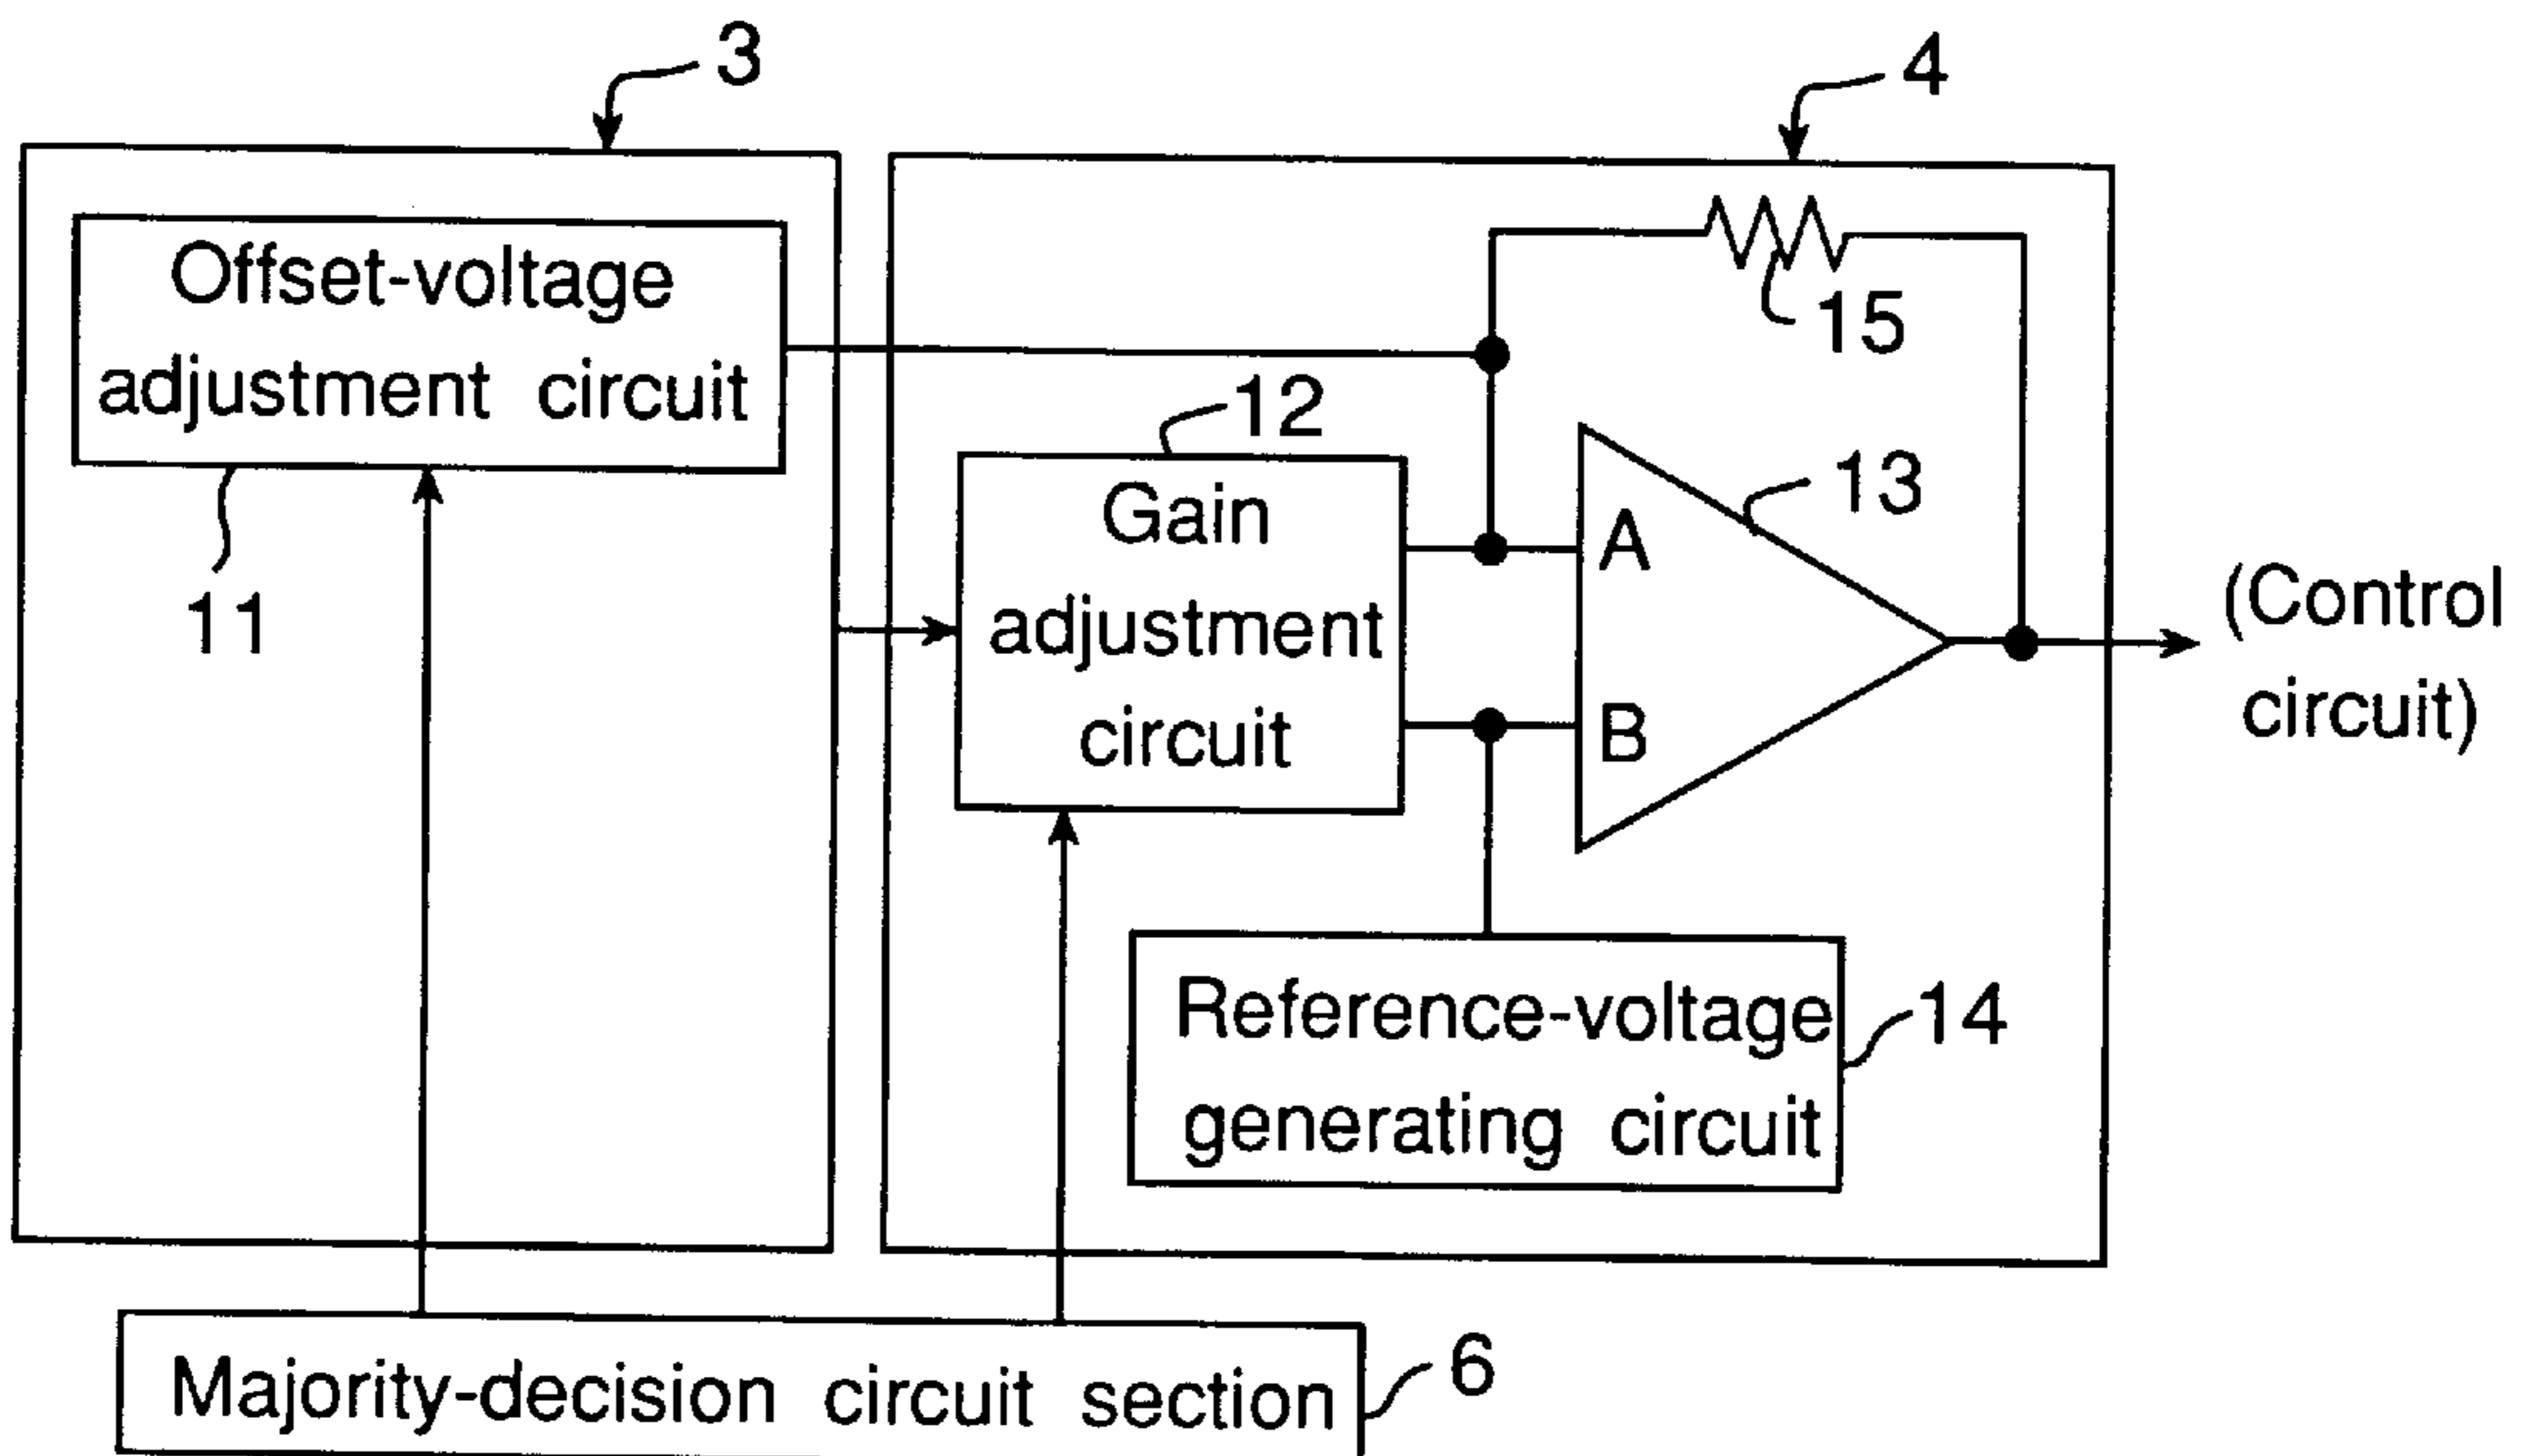 3
4
Offset-voltage
adjustment circuit
15
12
Gain
adjustment
circuit
13
A
B
11
(Control
circuit)
Reference-voltage
generating circuit
14
Majority-decision circuit section
6